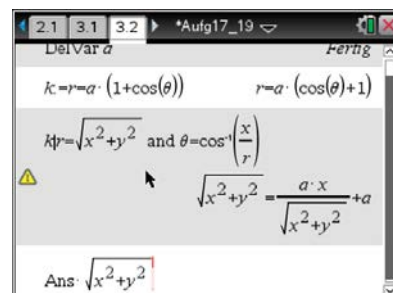 2.1 3.1 3.2 *Aufg17_19
DelVar a Fertig
k:=r=a·(1+cos(θ)) r=a·(cos(θ)+1)
k|r=√(x²+y²) and θ=cos⁻¹(x/r)
√(x²+y²)=a·x/√(x²+y²)+a
Ans·√(x²+y²)